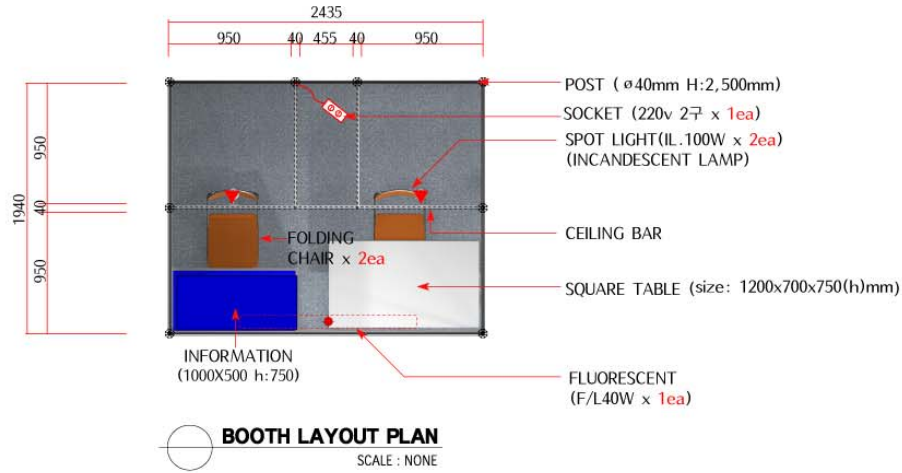 2435
950 40 455 40 950
POST ( ø40mm H:2,500mm)
SOCKET (220v 2구 x 1ea)
SPOT LIGHT(IL.100W x 2ea)
(INCANDESCENT LAMP)
950
1940
40
950
FOLDING
CHAIR x 2ea
CEILING BAR
SQUARE TABLE (size: 1200x700x750(h)mm)
INFORMATION
(1000X500 h:750)
FLUORESCENT
(F/L40W x 1ea)
BOOTH LAYOUT PLAN
SCALE : NONE